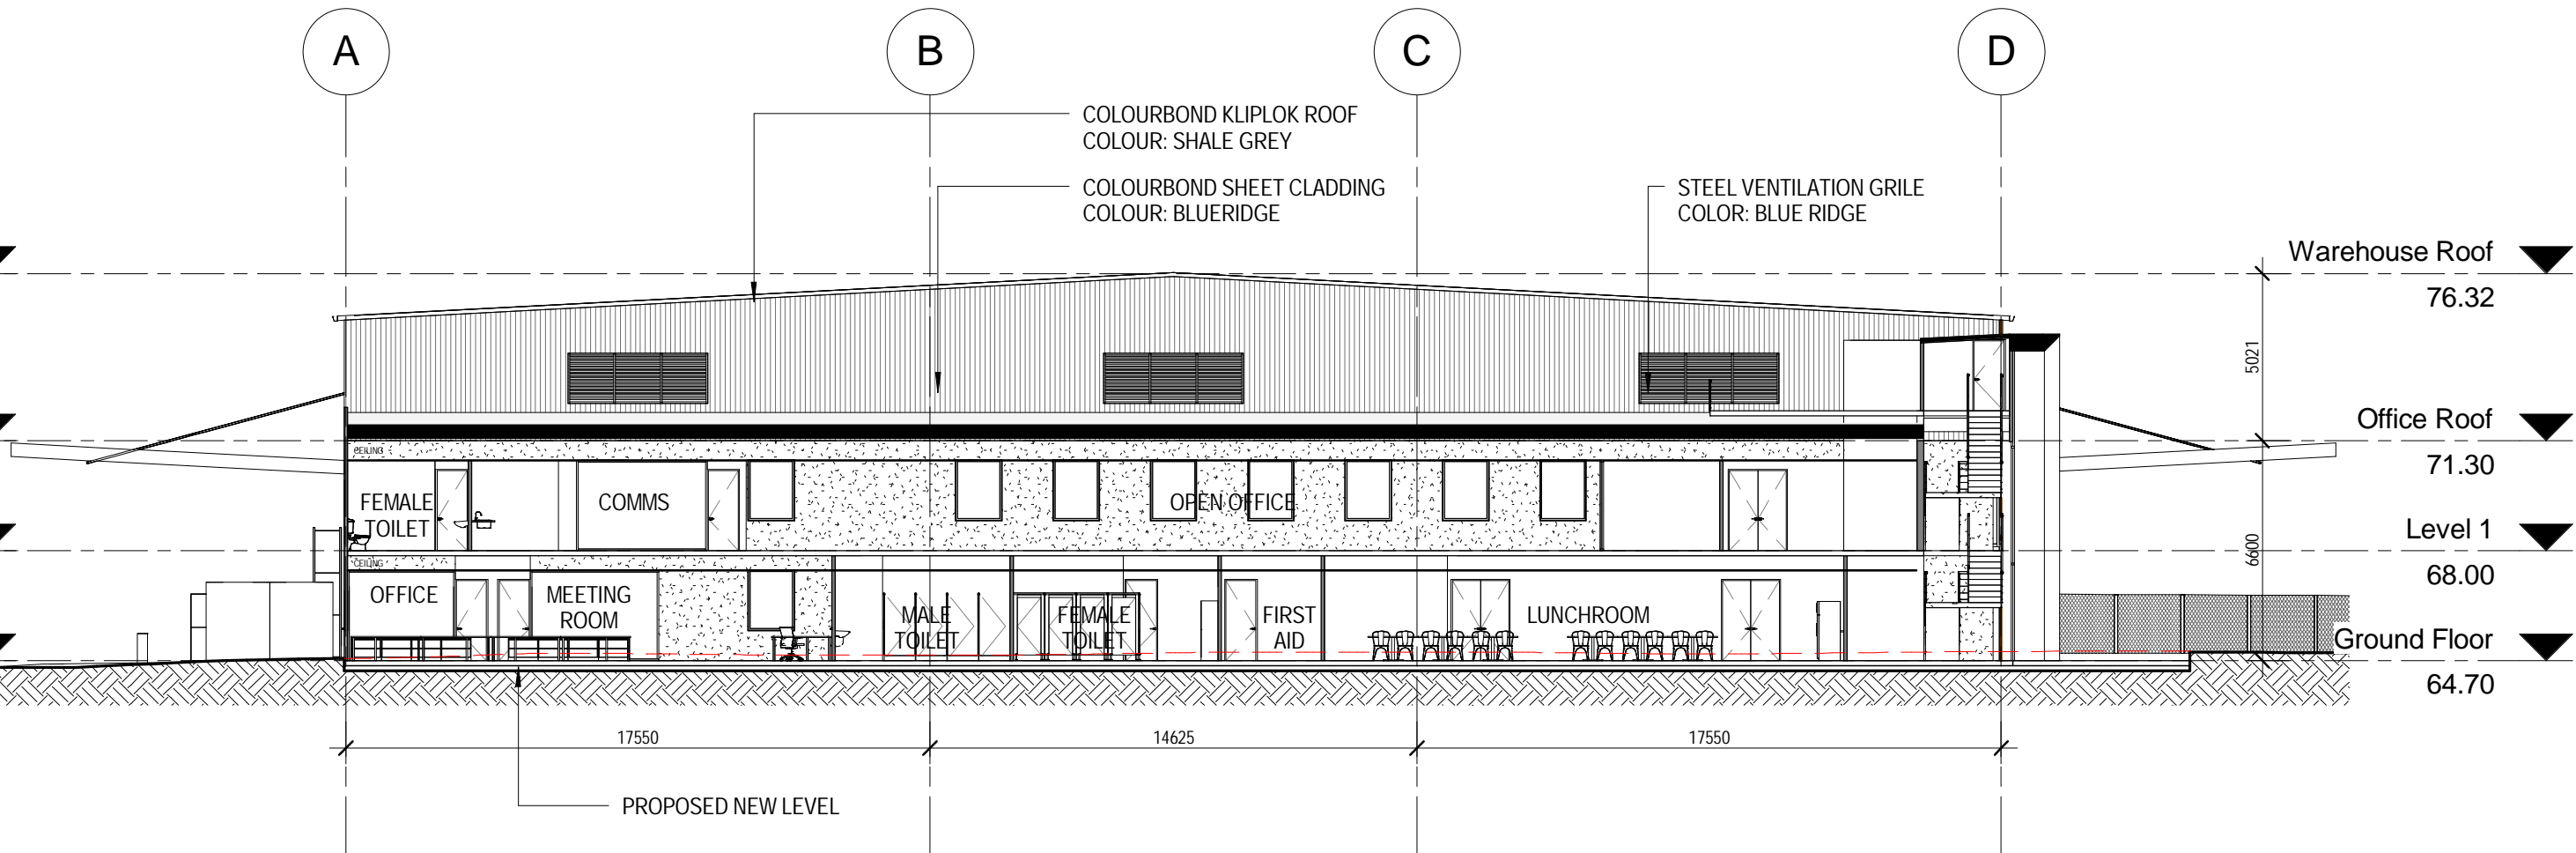 A
B
C
D
COLOURBOND KLIPLOK ROOF
COLOUR: SHALE GREY
COLOURBOND SHEET CLADDING
COLOUR: BLUERIDGE
STEEL VENTILATION GRILE
COLOR: BLUE RIDGE
Warehouse Roof
76.32
5021
Office Roof
71.30
CEILING
FEMALE
TOILET
COMMS
OPEN OFFICE
Level 1
68.00
6600
CEILING
OFFICE
MEETING
ROOM
MALE
TOILET
FEMALE
TOILET
FIRST
AID
LUNCHROOM
Ground Floor
64.70
17550
14625
17550
PROPOSED NEW LEVEL